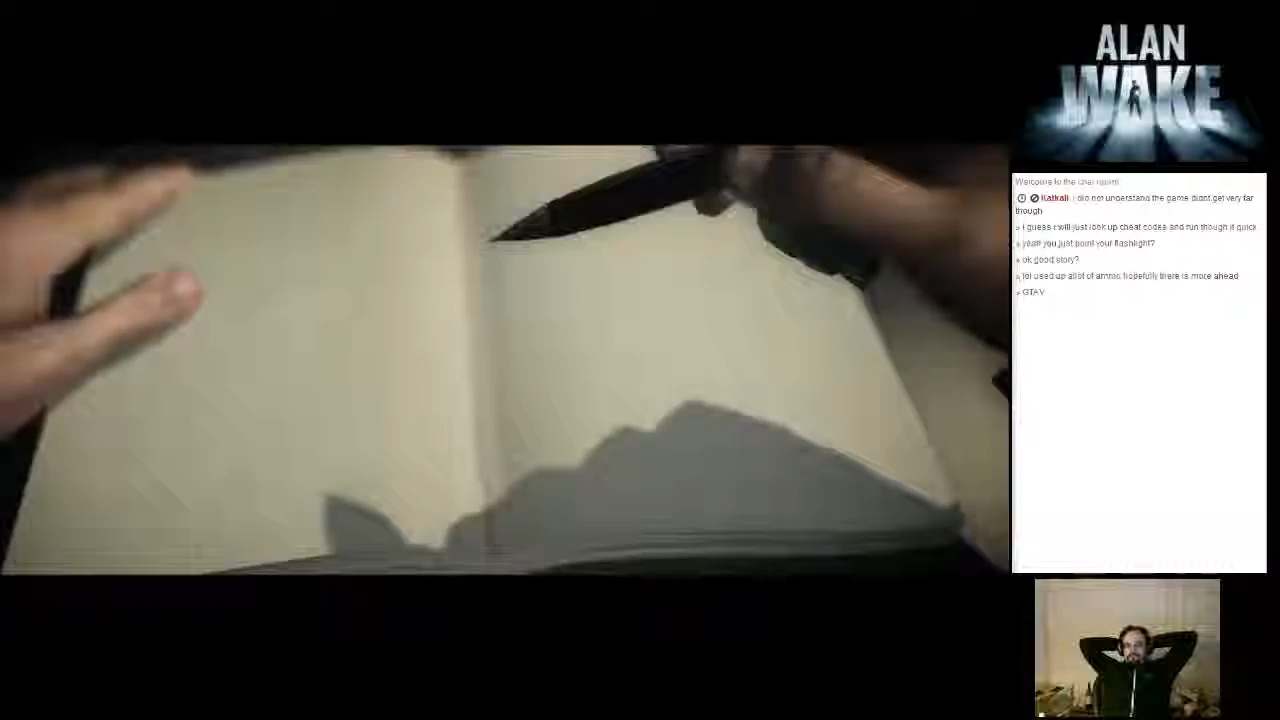 ALAN
WAKE
Welcome to the chat room!
Katkali: I did not understand the game didnt get very far
though
» I guess i will just look up cheat codes and run though it quick
» yeah you just point your flashlight?
» ok good story?
» lol used up allot of ammo hopefully there is more ahead
» GTAV